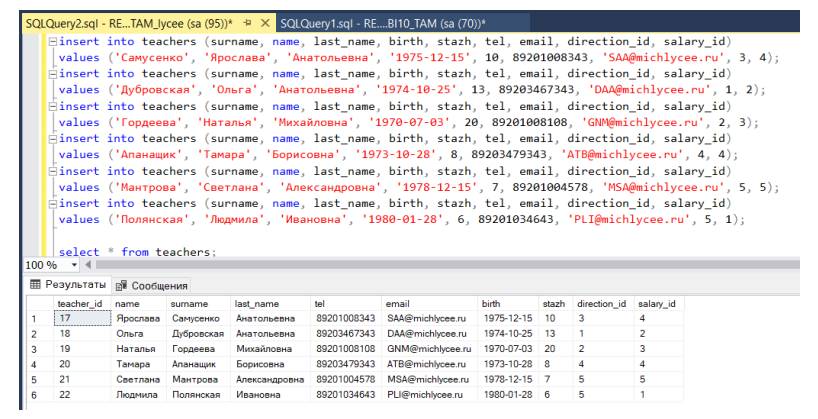 SQLQuery2.sql - RE...TAM_lycee (sa (95))* SQLQuery1.sql - RE....BI10_TAM (sa (70))*
insert into teachers (surname, name, last_name, birth, stazh, tel, email, direction_id, salary_id)
values ('Самусенко', 'Ярослава', 'Анатольевна', '1975-12-15', 10, 89201008343, 'SAA@michlycee.ru', 3, 4);
insert into teachers (surname, name, last_name, birth, stazh, tel, email, direction_id, salary_id)
values ('Дубровская', 'Ольга', 'Анатольевна', '1974-10-25', 13, 89203467343, 'DAA@michlycee.ru', 1, 2);
insert into teachers (surname, name, last_name, birth, stazh, tel, email, direction_id, salary_id)
values ('Гордеева', 'Наталья', 'Михайловна', '1970-07-03', 20, 89201008108, 'GNM@michlycee.ru', 2, 3);
insert into teachers (surname, name, last_name, birth, stazh, tel, email, direction_id, salary_id)
values ('Апанащик', 'Тамара', 'Борисовна', '1973-10-28', 8, 89203479343, 'ATB@michlycee.ru', 4, 4);
insert into teachers (surname, name, last_name, birth, stazh, tel, email, direction_id, salary_id)
values ('Мантрова', 'Светлана', 'Александровна', '1978-12-15', 7, 89201004578, 'MSA@michlycee.ru', 5, 5);
insert into teachers (surname, name, last_name, birth, stazh, tel, email, direction_id, salary_id)
values ('Полянская', 'Людмила', 'Ивановна', '1980-01-28', 6, 89201034643, 'PLI@michlycee.ru', 5, 1);
select * from teachers;
100 %
Результаты Сообщения
teacher_id name surname last_name tel email birth stazh direction_id salary_id
1 17 Ярослава Самусенко Анатольевна 89201008343 SAA@michlycee.ru 1975-12-15 10 3 4
2 18 Ольга Дубровская Анатольевна 89203467343 DAA@michlycee.ru 1974-10-25 13 1 2
3 19 Наталья Гордеева Михайловна 89201008108 GNM@michlycee.ru 1970-07-03 20 2 3
4 20 Тамара Апанащик Борисовна 89203479343 ATB@michlycee.ru 1973-10-28 8 4 4
5 21 Светлана Мантрова Александровна 89201004578 MSA@michlycee.ru 1978-12-15 7 5 5
6 22 Людмила Полянская Ивановна 89201034643 PLI@michlycee.ru 1980-01-28 6 5 1